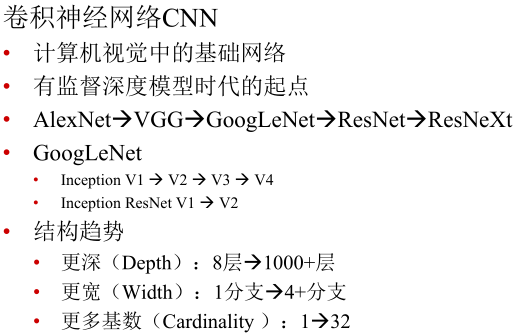 卷积神经网络CNN
• 计算机视觉中的基础网络
• 有监督深度模型时代的起点
• AlexNet→VGG→GoogLeNet→ResNet→ResNeXt
• GoogLeNet
• Inception V1 → V2 → V3 → V4
• Inception ResNet V1 → V2
• 结构趋势
• 更深（Depth）：8层→1000+层
• 更宽（Width）：1分支→4+分支
• 更多基数（Cardinality ）：1→32